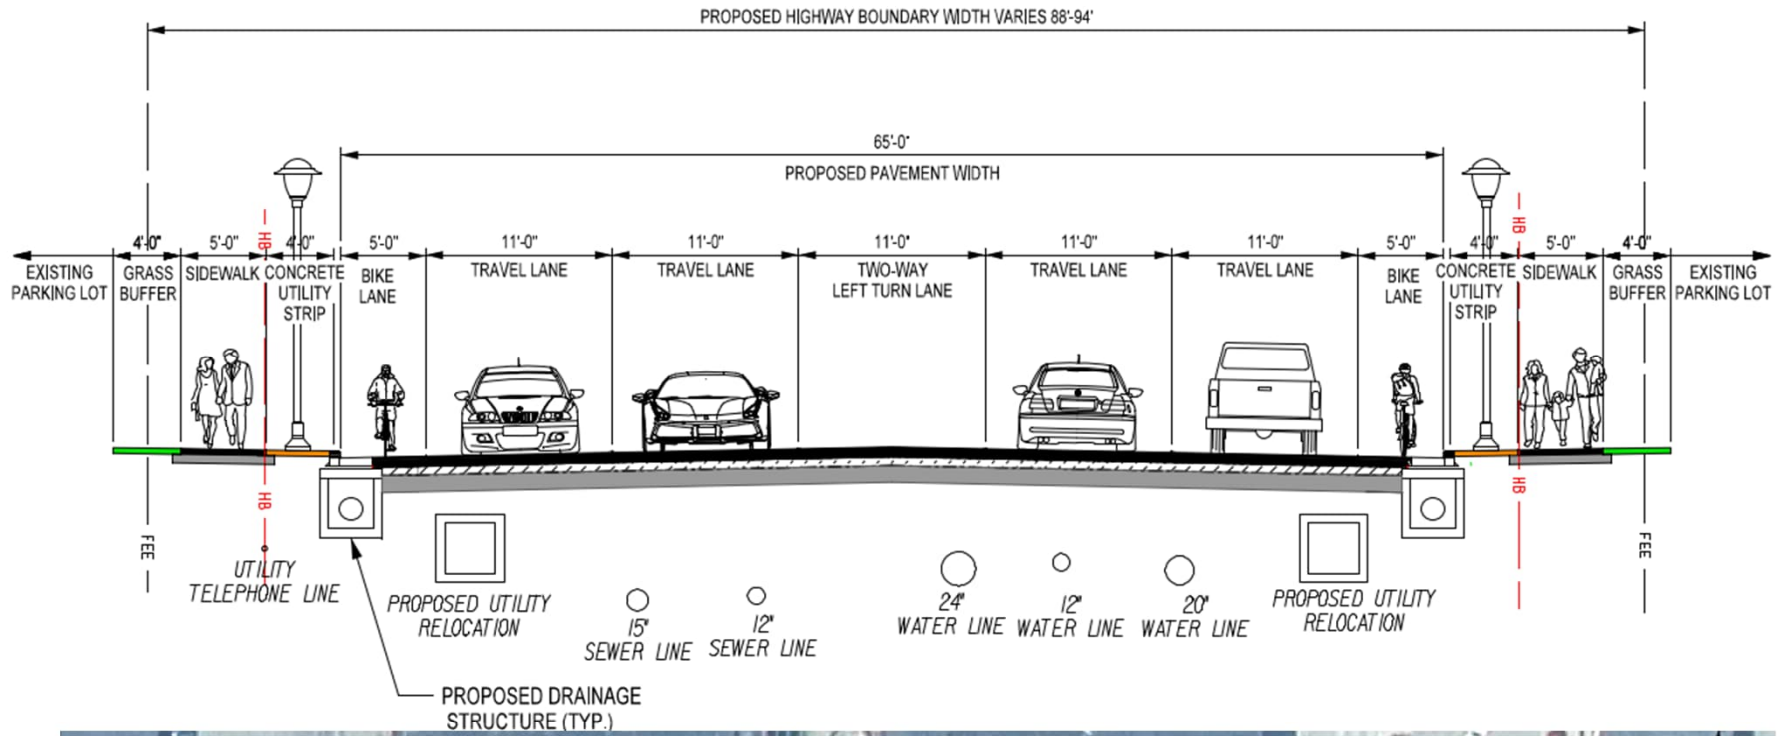 PROPOSED HIGHWAY BOUNDARY WIDTH VARIES 88'-94'
65'-0"
PROPOSED PAVEMENT WIDTH
4'-0"
5'-0"
HB
4'-0"
5'-0"
11'-0"
11'-0"
11'-0"
11'-0"
11'-0"
5'-0"
4'-0"
HB
5'-0"
4'-0"
EXISTING
PARKING LOT
GRASS
BUFFER
SIDEWALK
CONCRETE
UTILITY
STRIP
BIKE
LANE
TRAVEL LANE
TRAVEL LANE
TWO-WAY
LEFT TURN LANE
TRAVEL LANE
TRAVEL LANE
BIKE
LANE
CONCRETE
UTILITY
STRIP
SIDEWALK
GRASS
BUFFER
EXISTING
PARKING LOT
HB
HB
FEE
FEE
UTILITY
TELEPHONE LINE
PROPOSED UTILITY
RELOCATION
15"
SEWER LINE
12"
SEWER LINE
24"
WATER LINE
12"
WATER LINE
20"
WATER LINE
PROPOSED UTILITY
RELOCATION
PROPOSED DRAINAGE
STRUCTURE (TYP.)